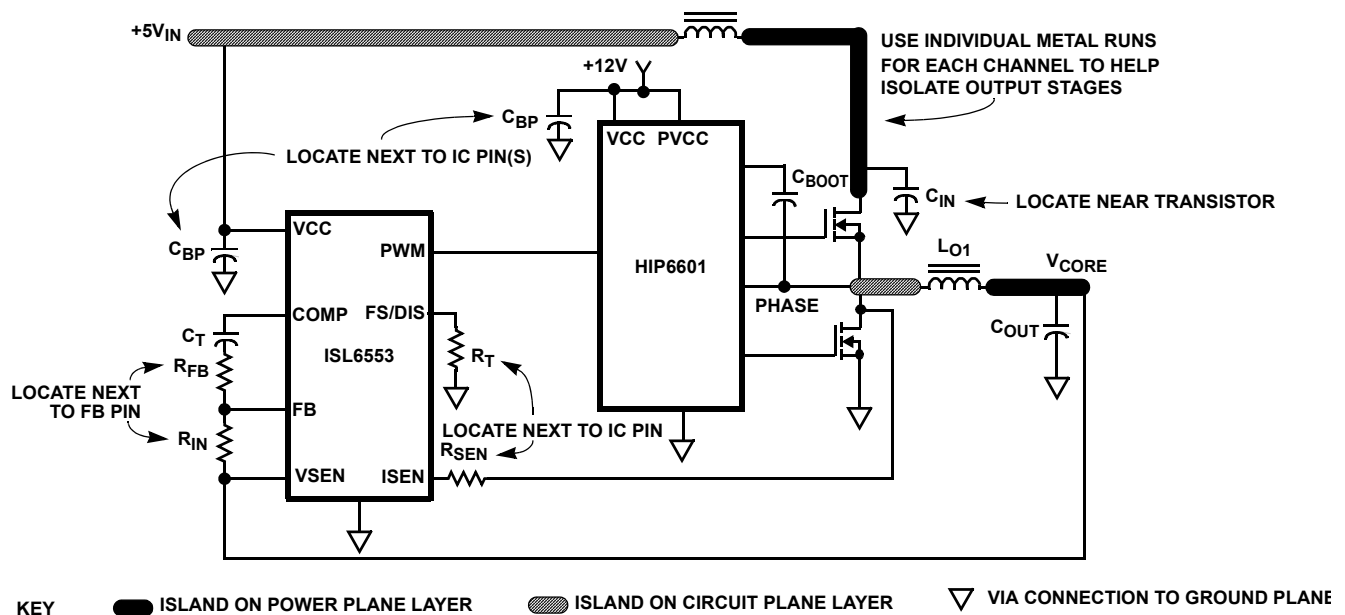 +5VIN
USE INDIVIDUAL METAL RUNS
FOR EACH CHANNEL TO HELP
ISOLATE OUTPUT STAGES
+12V
CBP
VCC PVCC
LOCATE NEXT TO IC PIN(S)
CBOOT
CIN
LOCATE NEAR TRANSISTOR
VCC
CBP
PWM
HIP6601
LO1
VCORE
COMP
FS/DIS
PHASE
COUT
CT
ISL6553
RT
RFB
LOCATE NEXT
TO FB PIN
FB
RIN
LOCATE NEXT TO IC PIN
RSEN
VSEN
ISEN
KEY
ISLAND ON POWER PLANE LAYER
ISLAND ON CIRCUIT PLANE LAYER
VIA CONNECTION TO GROUND PLANE